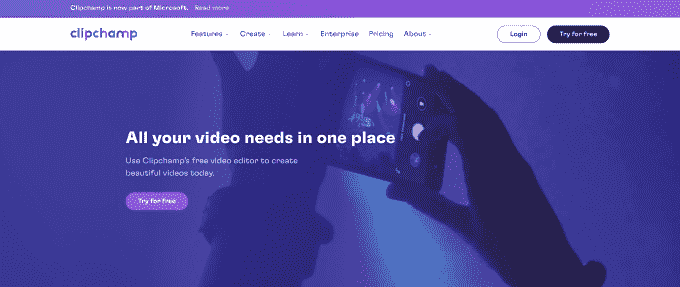 Clipchamp is now part of Microsoft. Read more
clipchamp Features Create Learn Enterprise Pricing About Login Try for free
All your video needs in one place
Use Clipchamp's free video editor to create
beautiful videos today.
Try for free